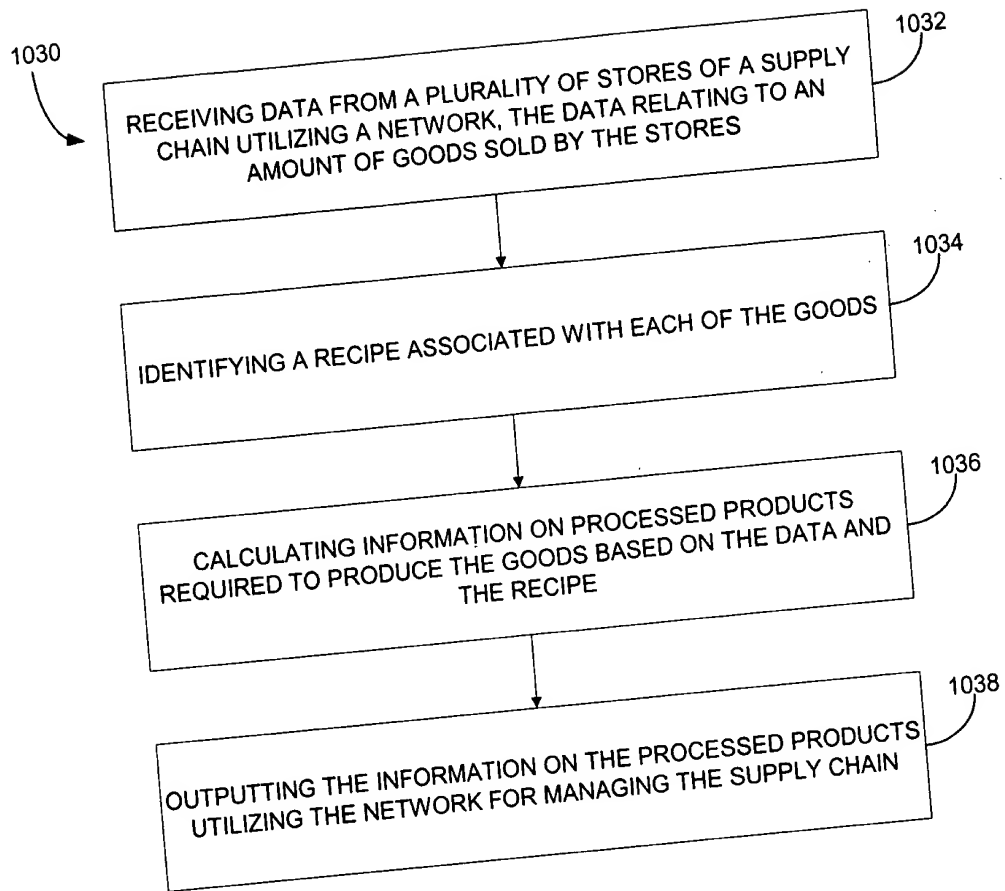 1030
1032
RECEIVING DATA FROM A PLURALITY OF STORES OF A SUPPLY
CHAIN UTILIZING A NETWORK, THE DATA RELATING TO AN
AMOUNT OF GOODS SOLD BY THE STORES
1034
IDENTIFYING A RECIPE ASSOCIATED WITH EACH OF THE GOODS
1036
CALCULATING INFORMATION ON PROCESSED PRODUCTS
REQUIRED TO PRODUCE THE GOODS BASED ON THE DATA AND
THE RECIPE
1038
OUTPUTTING THE INFORMATION ON THE PROCESSED PRODUCTS
UTILIZING THE NETWORK FOR MANAGING THE SUPPLY CHAIN